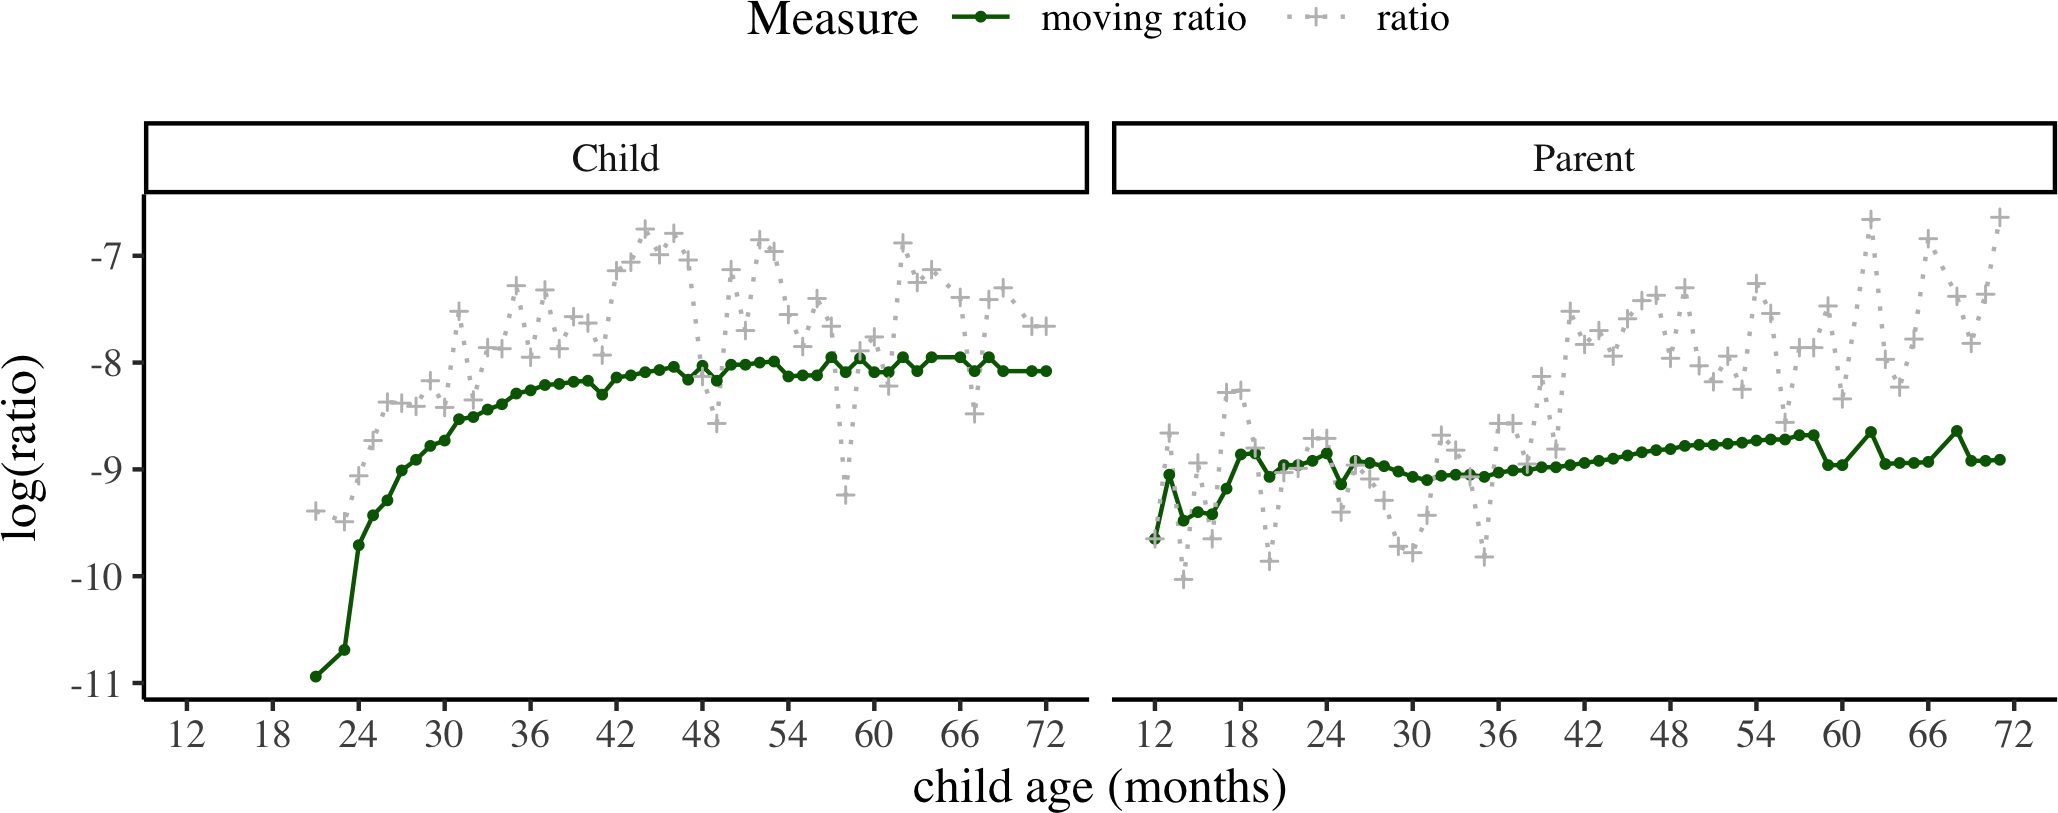 Measure moving ratio ratio
Child Parent
-7
-8
-9
-10
-11
log(ratio)
12 18 24 30 36 42 48 54 60 66 72 12 18 24 30 36 42 48 54 60 66 72
child age (months)